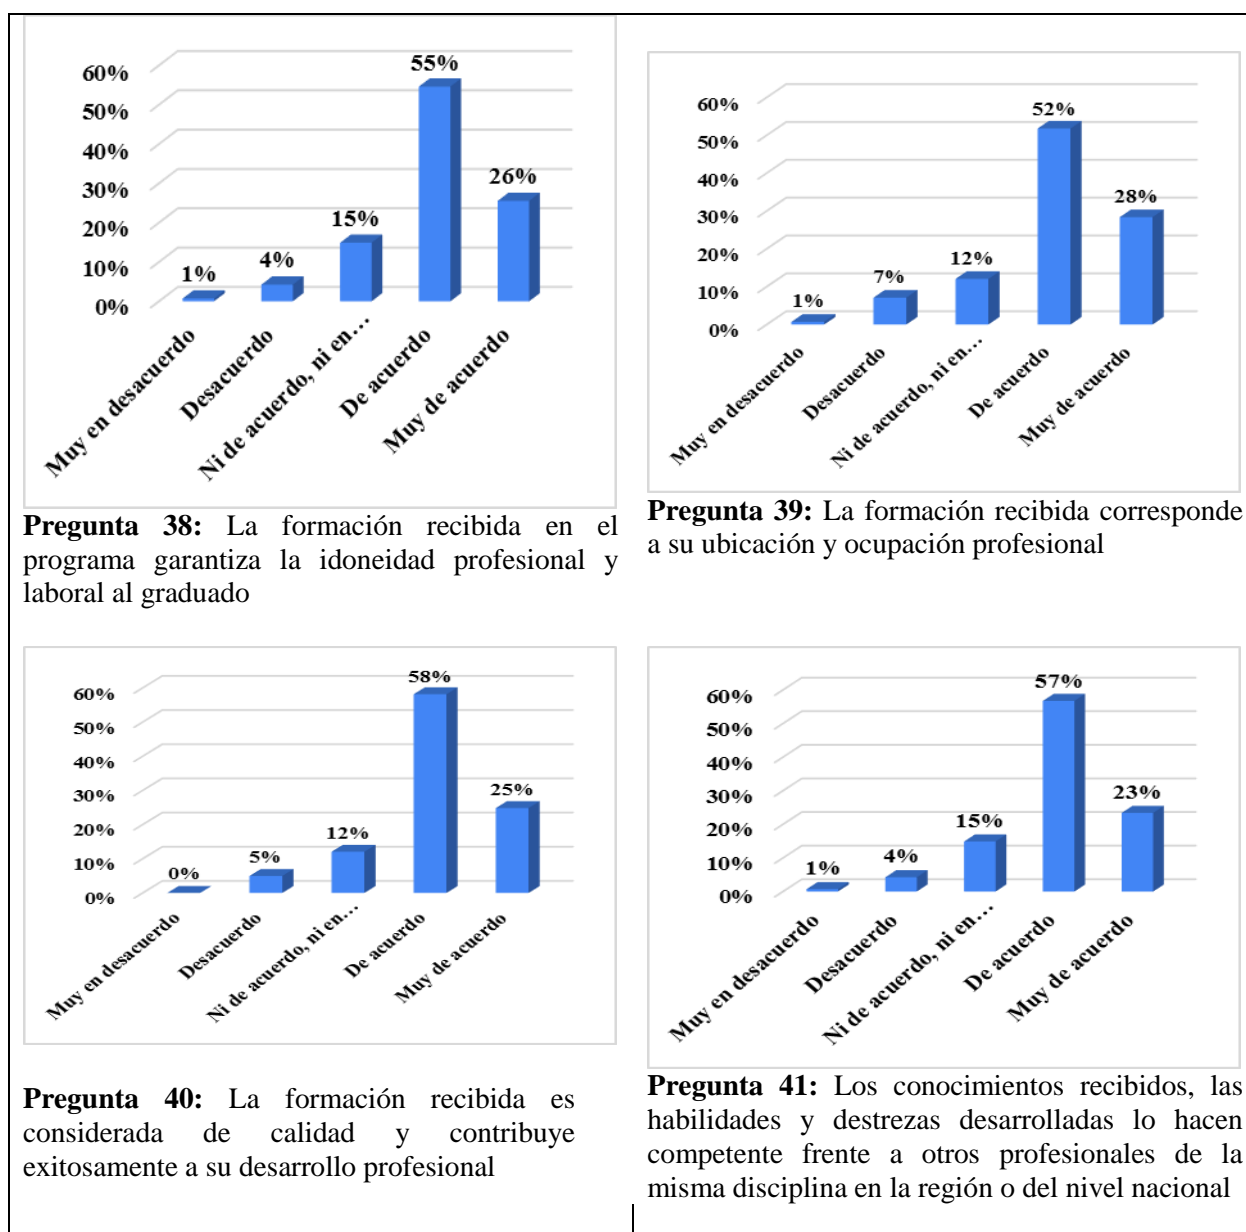 55%
60%
50%
40%
26%
30%
15%
20%
4%
10%
1%
0%
Muy en desacuerdo
Desacuerdo
Ni de acuerdo, ni en…
De acuerdo
Muy de acuerdo
Pregunta 38: La formación recibida en el
programa garantiza la idoneidad profesional y
laboral al graduado
60%
52%
50%
40%
28%
30%
20%
12%
7%
10%
1%
0%
Muy en desacuerdo
Desacuerdo
Ni de acuerdo, ni en…
De acuerdo
Muy de acuerdo
Pregunta 39: La formación recibida corresponde
a su ubicación y ocupación profesional
58%
60%
50%
40%
25%
30%
20%
12%
5%
10%
0%
0%
Muy en desacuerdo
Desacuerdo
Ni de acuerdo, ni en…
De acuerdo
Muy de acuerdo
Pregunta 40: La formación recibida es
considerada de calidad y contribuye
exitosamente a su desarrollo profesional
57%
60%
50%
40%
23%
30%
15%
20%
4%
10%
1%
0%
Muy en desacuerdo
Desacuerdo
Ni de acuerdo, ni en…
De acuerdo
Muy de acuerdo
Pregunta 41: Los conocimientos recibidos, las
habilidades y destrezas desarrolladas lo hacen
competente frente a otros profesionales de la
misma disciplina en la región o del nivel nacional